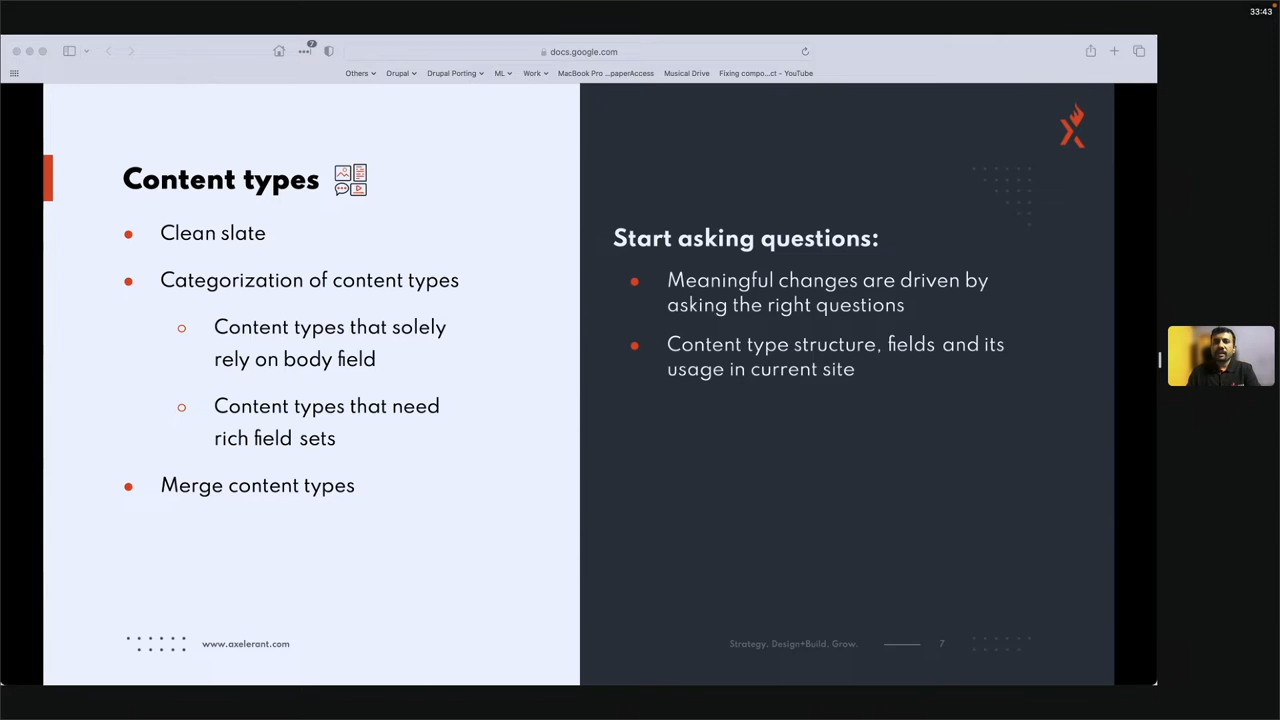 33:43
7
docs.google.com
Others
Drupal
Drupal Porting
ML
Work
MacBook Pro ...paperAccess
Musical Drive
Fixing compo...ct - YouTube
Content types
Clean slate
Categorization of content types
Content types that solely
rely on body field
Content types that need
rich field sets
Merge content types
www.axelerant.com
Start asking questions:
Meaningful changes are driven by
asking the right questions
Content type structure, fields and its
usage in current site
Strategy. Design+Build. Grow.
7